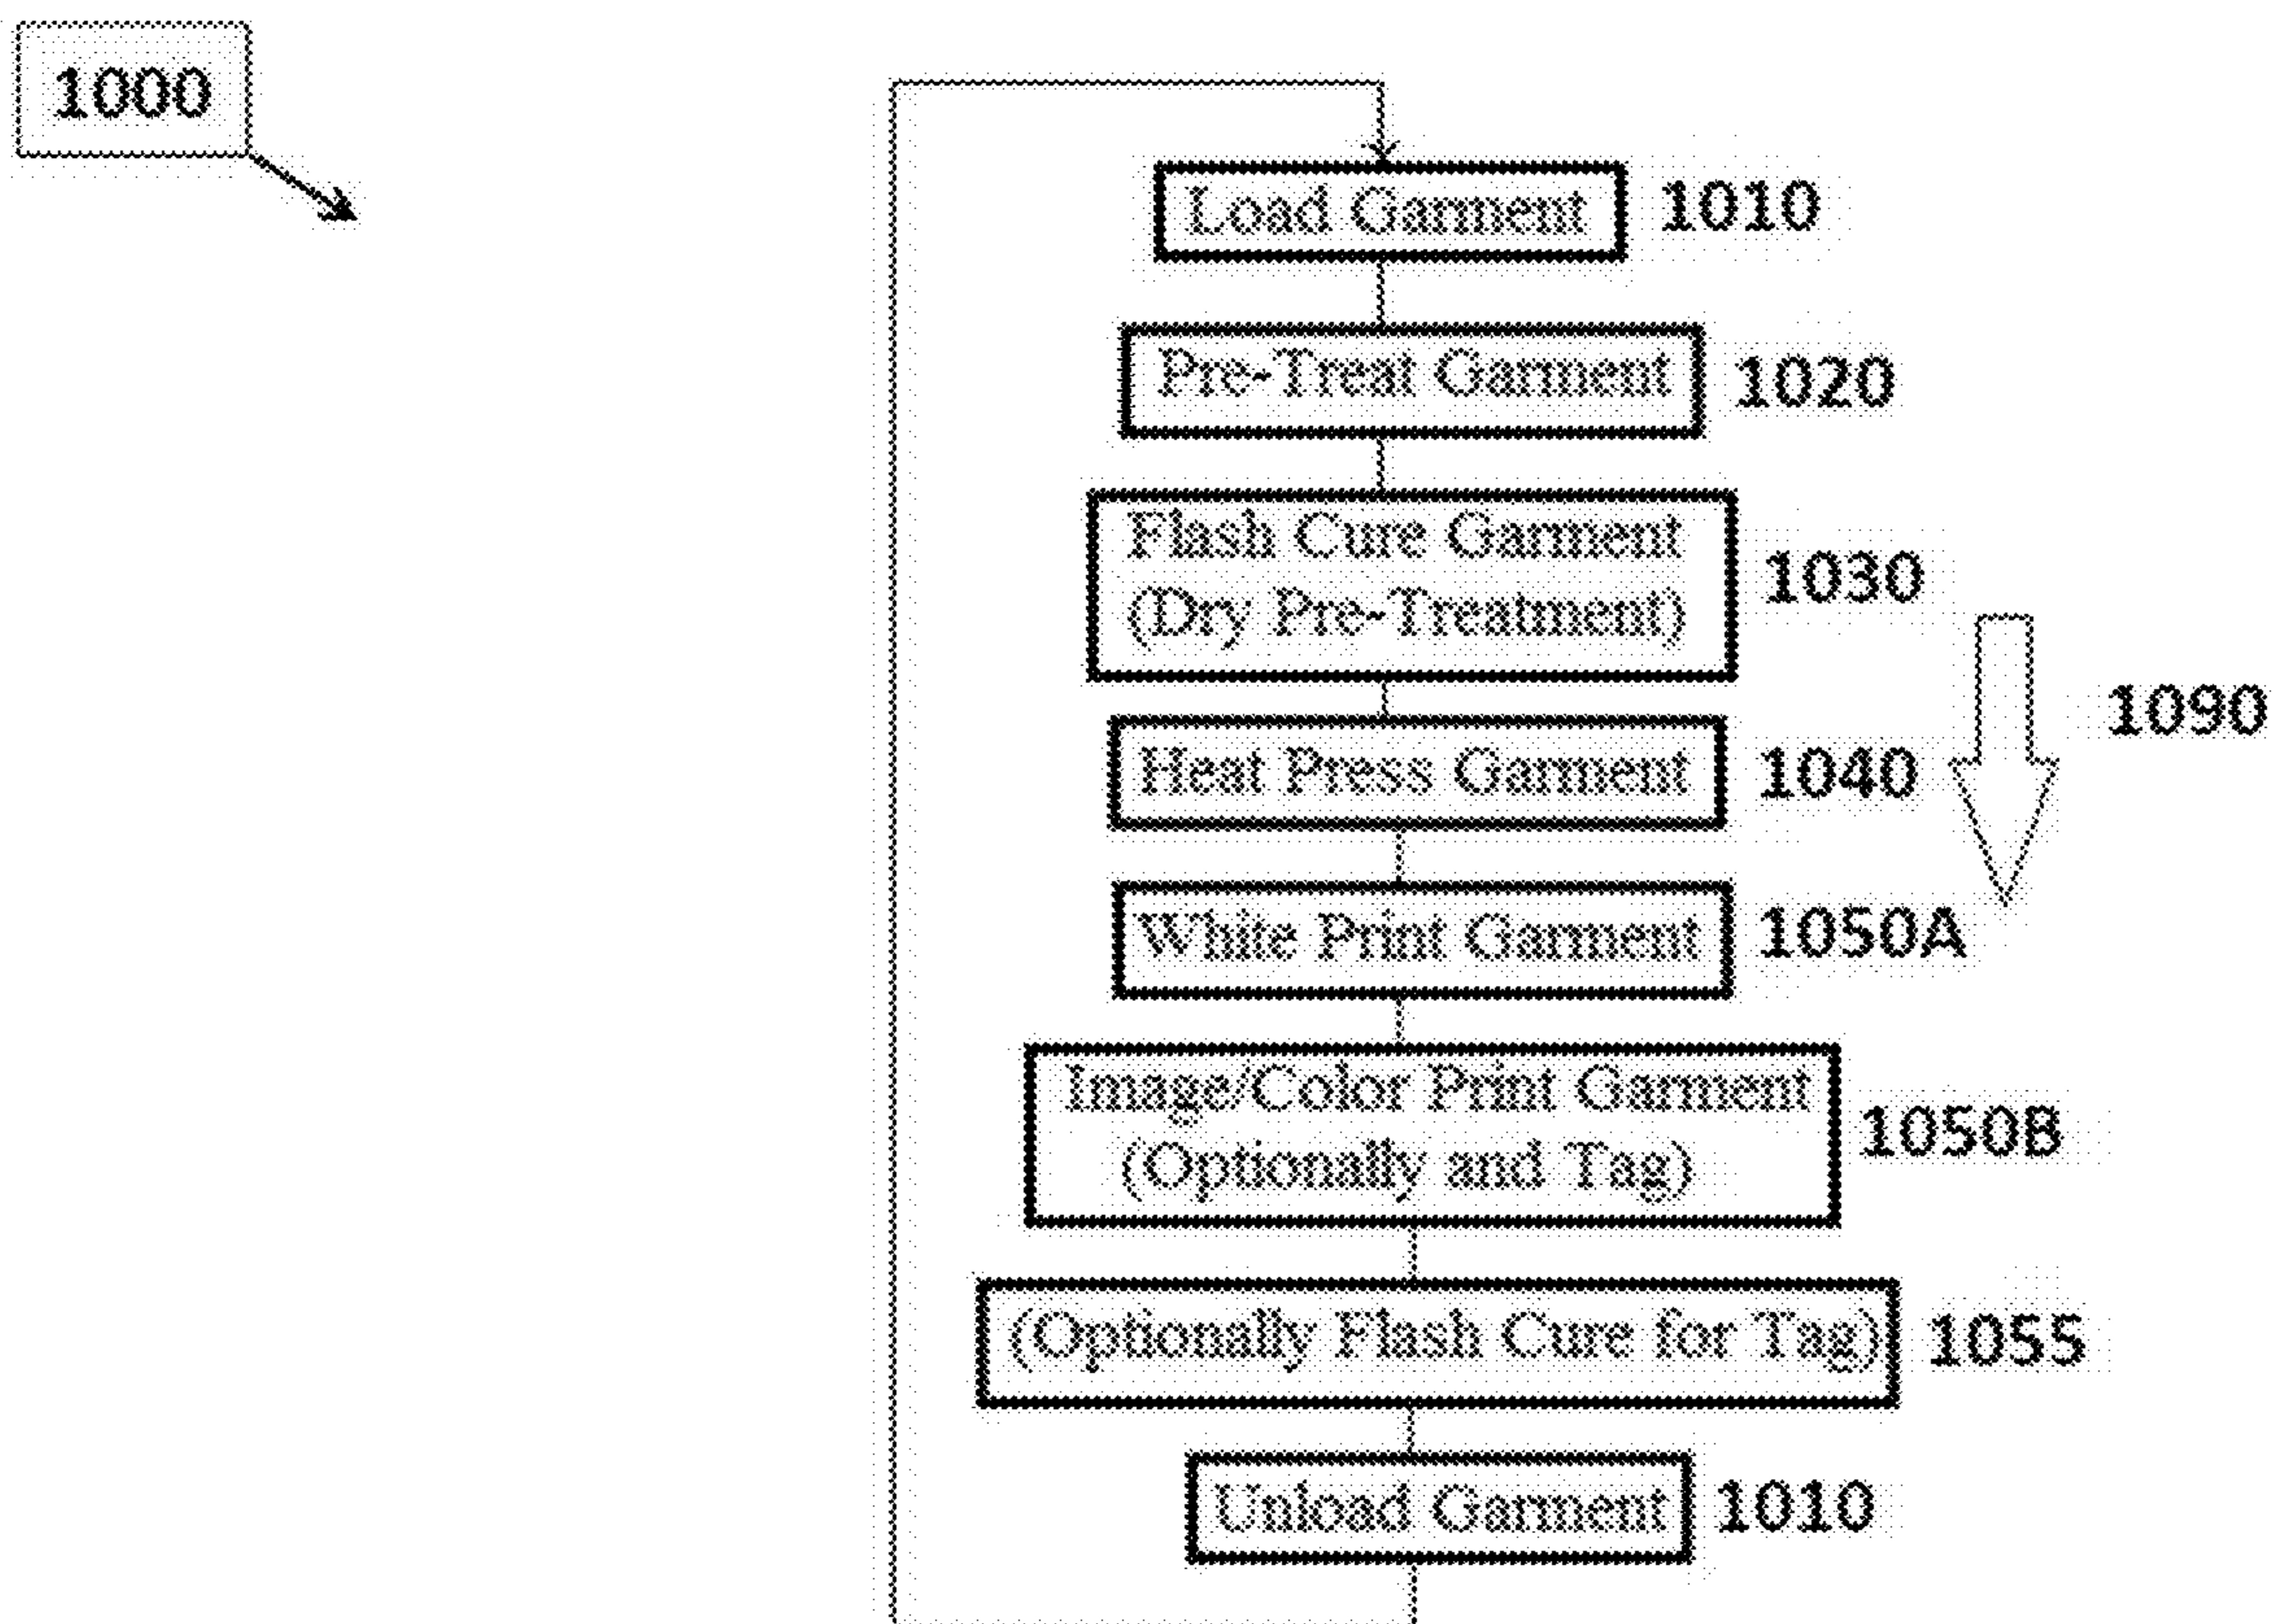 1000
Load Garment 1010
Pre-Treat Garment 1020
Flash Cure Garment
(Dry Pre-Treatment)
1030
1090
Heat Press Garment 1040
White Print Garment 1050A
Image/Color Print Garment
(Optionally and Tag)
1050B
(Optionally Flash Cure for Tag) 1055
Unload Garment 1010